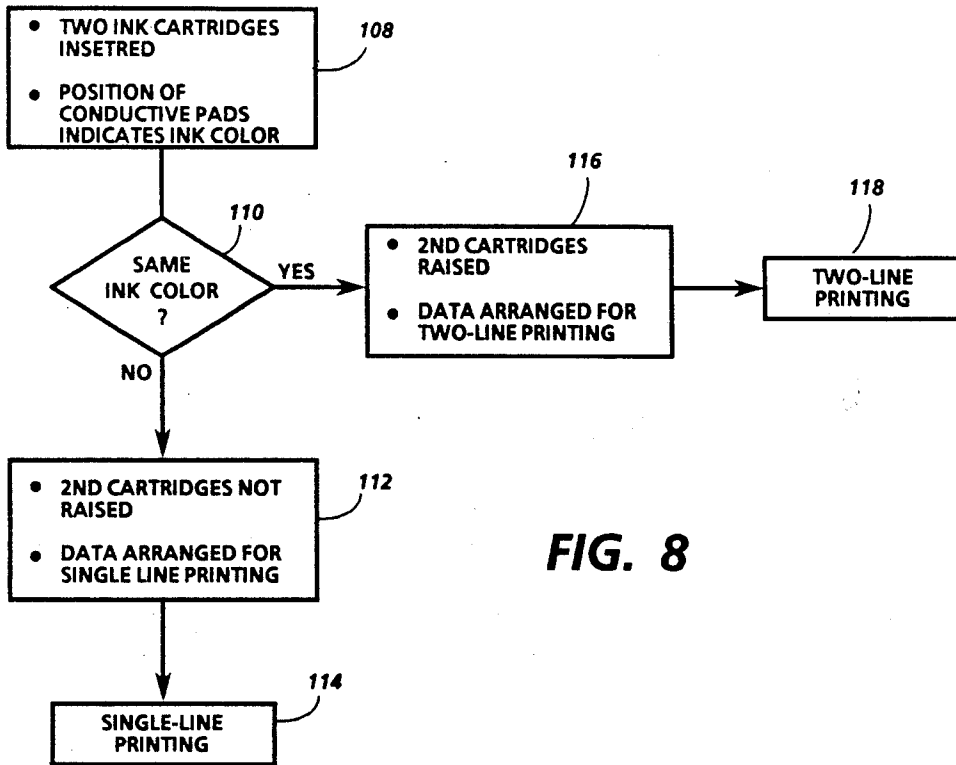 • TWO INK CARTRIDGES
INSETRED
• POSITION OF
CONDUCTIVE PADS
INDICATES INK COLOR
108
110
SAME
INK COLOR
?
YES
NO
116
• 2ND CARTRIDGES
RAISED
• DATA ARRANGED FOR
TWO-LINE PRINTING
118
TWO-LINE
PRINTING
• 2ND CARTRIDGES NOT
RAISED
• DATA ARRANGED FOR
SINGLE LINE PRINTING
112
FIG. 8
114
SINGLE-LINE
PRINTING